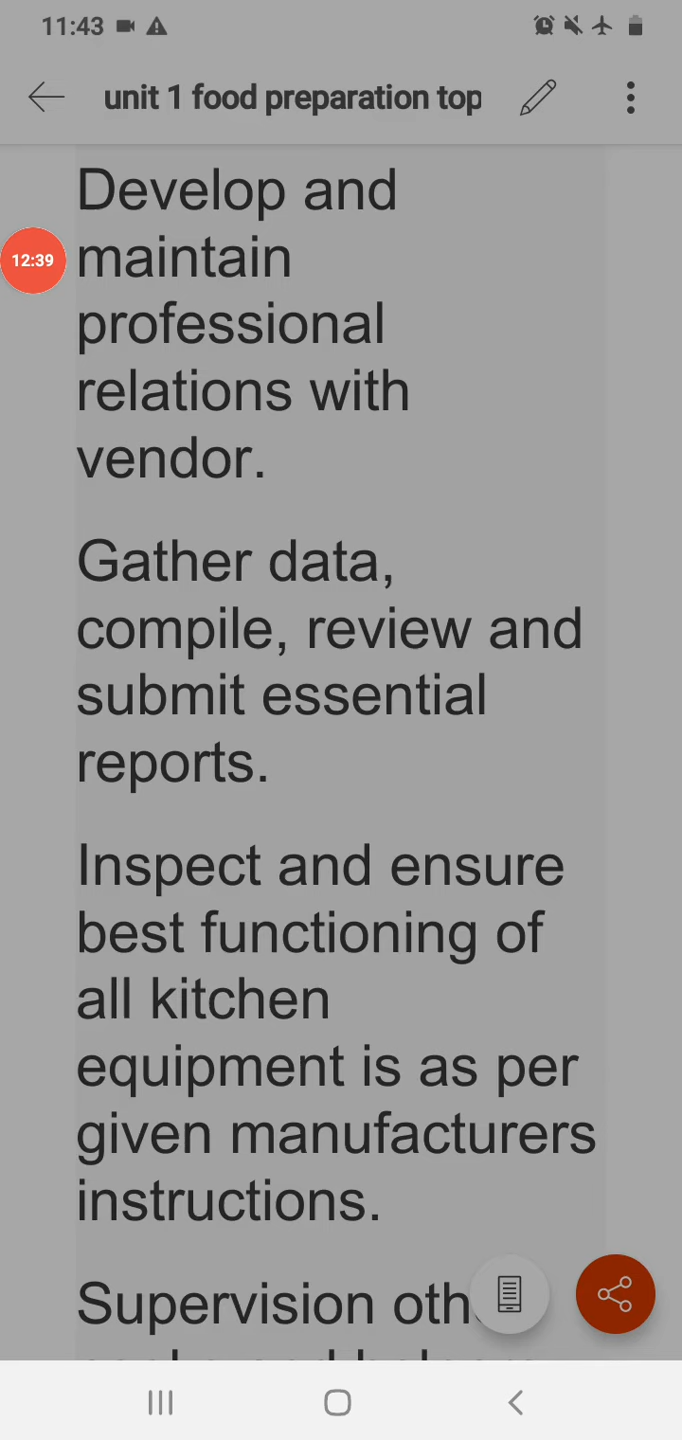 11:43
unit 1 food preparation top
Develop and
12:39
maintain
professional
relations with
vendor.
Gather data,
compile, review and
submit essential
reports.
Inspect and ensure
best functioning of
all kitchen
equipment is as per
given manufacturers
instructions.
Supervision